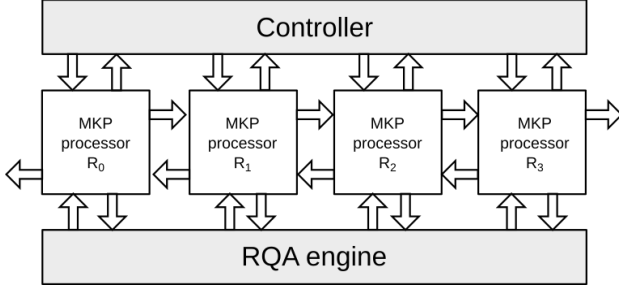 Controller
MKP
processor
R₀
MKP
processor
R₁
MKP
processor
R₂
MKP
processor
R₃
RQA engine